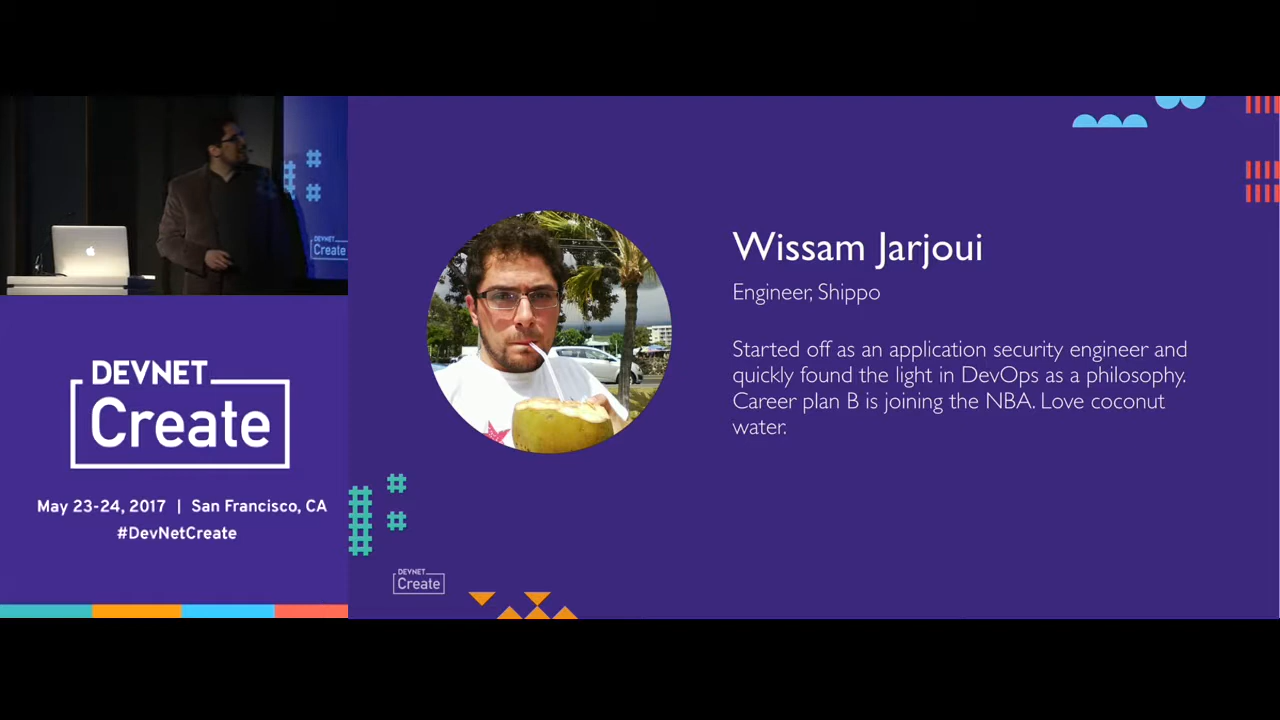 DEVNET
Create
DEVNET
Create
May 23-24, 2017 | San Francisco, CA
#DevNetCreate
Wissam Jarjoui
Engineer, Shippo
Started off as an application security engineer and
quickly found the light in DevOps as a philosophy.
Career plan B is joining the NBA. Love coconut
water.
DEVNET
Create